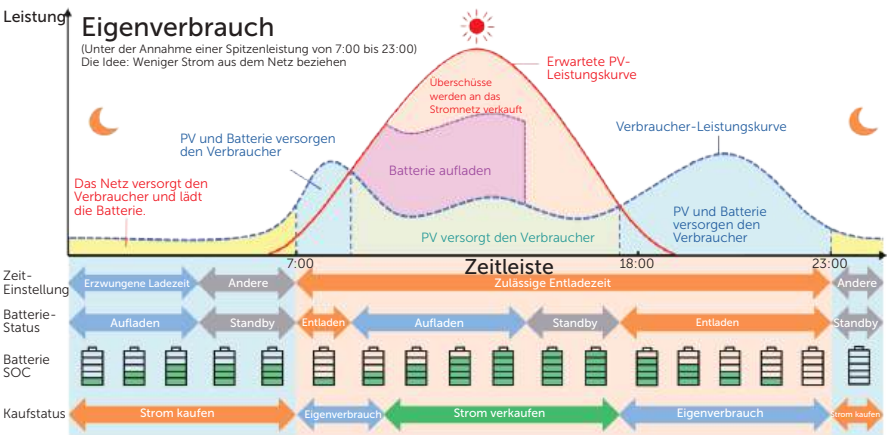 Leistung
Eigenverbrauch
(Unter der Annahme einer Spitzenleistung von 7:00 bis 23:00)
Die Idee: Weniger Strom aus dem Netz beziehen
Erwartete PV-
Leistungskurve
Überschüsse
werden an das
Stromnetz verkauft
PV und Batterie versorgen
den Verbraucher
Verbraucher-Leistungskurve
Batterie aufladen
Das Netz versorgt den
Verbraucher und lädt
die Batterie.
PV und Batterie
versorgen den
Verbraucher
PV versorgt den Verbraucher
7:00
Zeitleiste
18:00
23:00
Zeit-
Einstellung
Erzwungene Ladezeit
Andere
Zulässige Entladezeit
Andere
Batterie-
Status
Aufladen
Standby
Entladen
Aufladen
Standby
Entladen
Standby
Batterie
SOC
Kaufstatus
Strom kaufen
Eigenverbrauch
Strom verkaufen
Eigenverbrauch
Strom kaufen